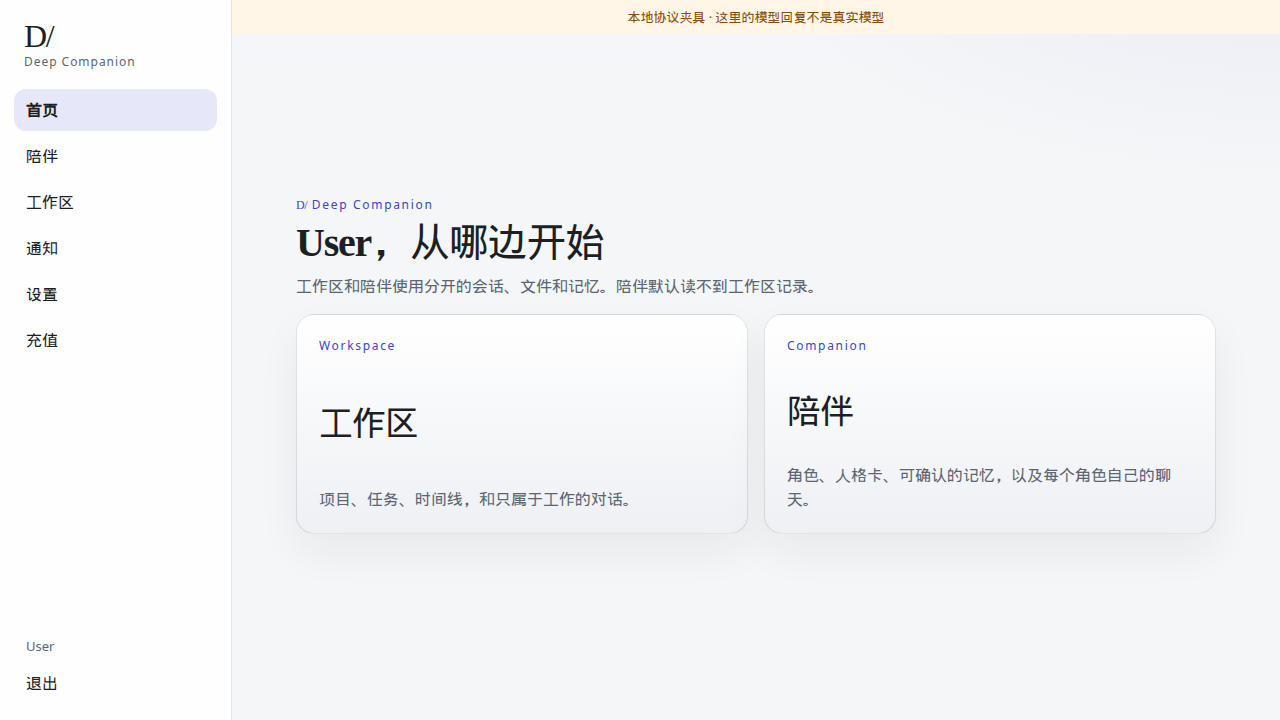 D/
Deep Companion
首页
陪伴
工作区
通知
设置
充值
User
退出
本地协议夹具 · 这里的模型回复不是真实模型
D/ Deep Companion
User，从哪边开始
工作区和陪伴使用分开的会话、文件和记忆。陪伴默认读不到工作区记录。
Workspace
工作区
项目、任务、时间线，和只属于工作的对话。
Companion
陪伴
角色、人格卡、可确认的记忆，以及每个角色自己的聊
天。